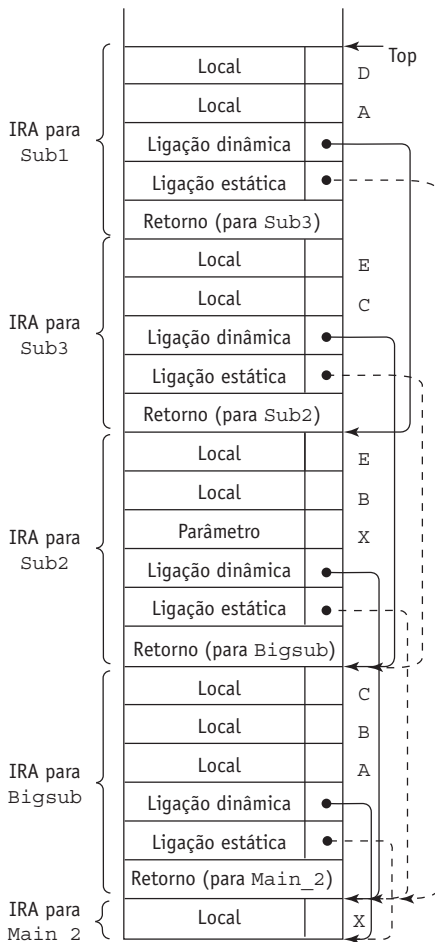 Top
Local D
Local A
IRA para
Sub1
Ligação dinâmica
Ligação estática
Retorno (para Sub3)
Local E
Local C
IRA para
Sub3
Ligação dinâmica
Ligação estática
Retorno (para Sub2)
Local E
Local B
Parâmetro X
IRA para
Sub2
Ligação dinâmica
Ligação estática
Retorno (para Bigsub)
Local C
Local B
Local A
IRA para
Bigsub
Ligação dinâmica
Ligação estática
Retorno (para Main_2)
IRA para
Main_2
Local X